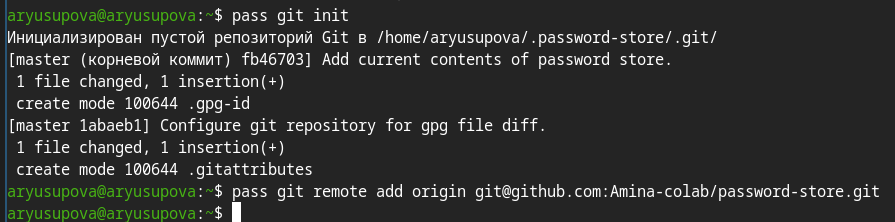 aryusupova@aryusupova:~$ pass git init
Инициализирован пустой репозиторий Git в /home/aryusupova/.password-store/.git/
[master (корневой коммит) fb46703] Add current contents of password store.
 1 file changed, 1 insertion(+)
 create mode 100644 .gpg-id
[master 1abaeb1] Configure git repository for gpg file diff.
 1 file changed, 1 insertion(+)
 create mode 100644 .gitattributes
aryusupova@aryusupova:~$ pass git remote add origin git@github.com:Amina-colab/password-store.git
aryusupova@aryusupova:~$